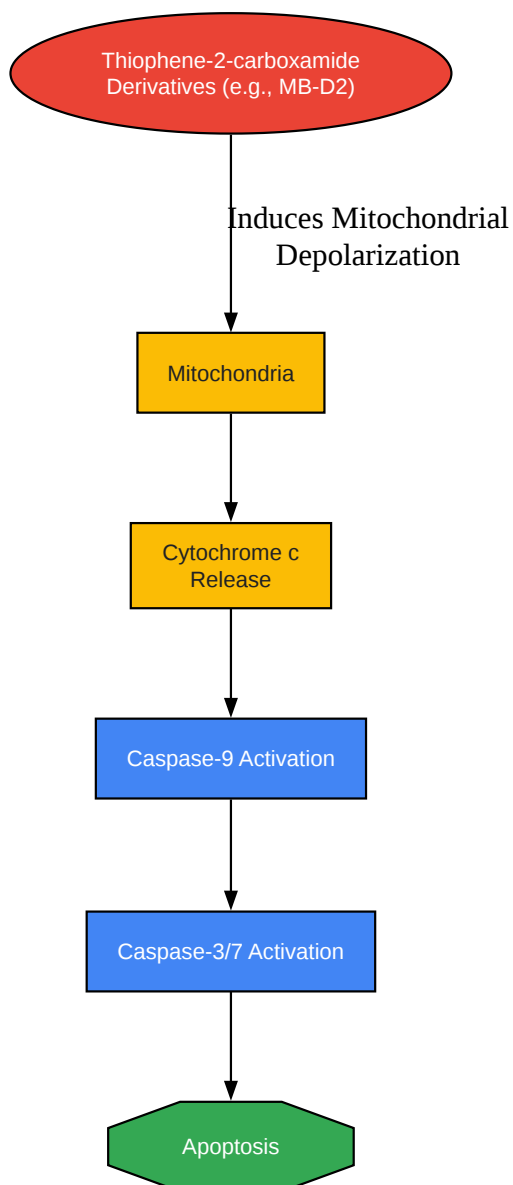 Thiophene-2-carboxamide
Derivatives (e.g., MB-D2)
Induces Mitochondrial
Depolarization
Mitochondria
Cytochrome c
Release
Caspase-9 Activation
Caspase-3/7 Activation
Apoptosis